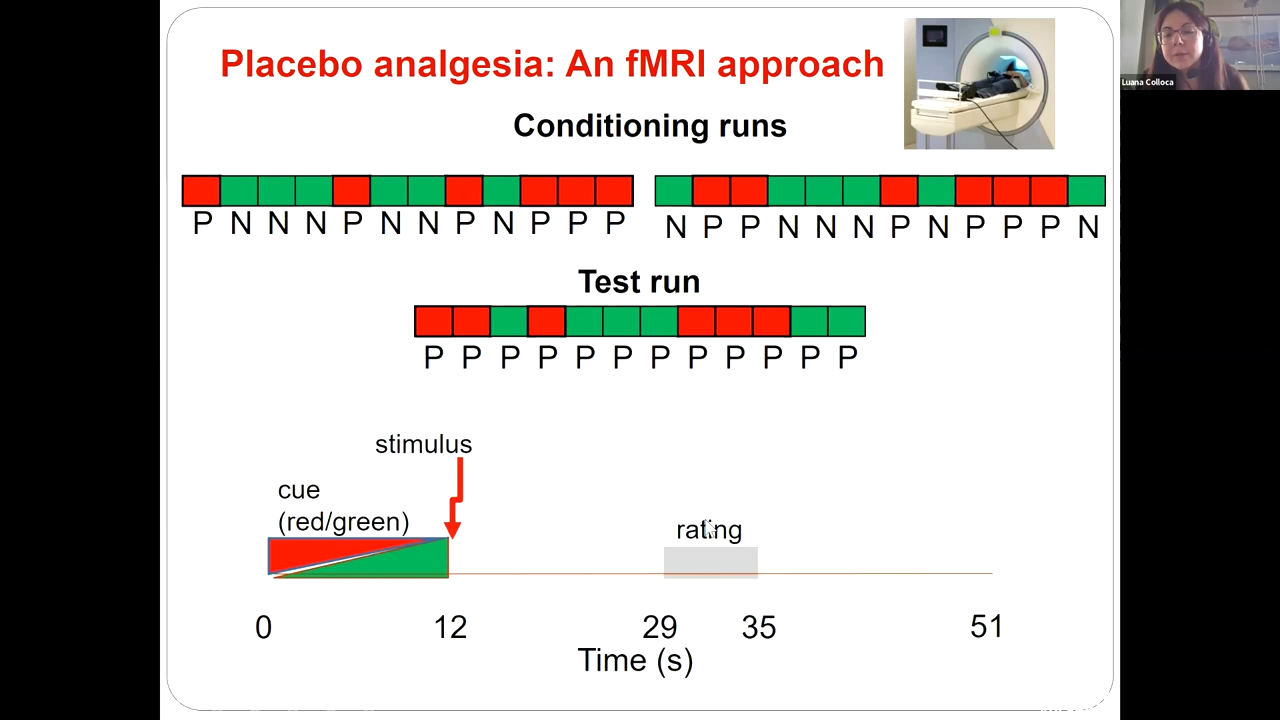 Placebo analgesia: An fMRI approach
Luana Colloca
Conditioning runs
P N N N P N N P N P P P
N P P N N N P N P P P N
Test run
P P P P P P P P P P P P
stimulus
cue
(red/green)
rating
0 12 29 35 51
Time (s)